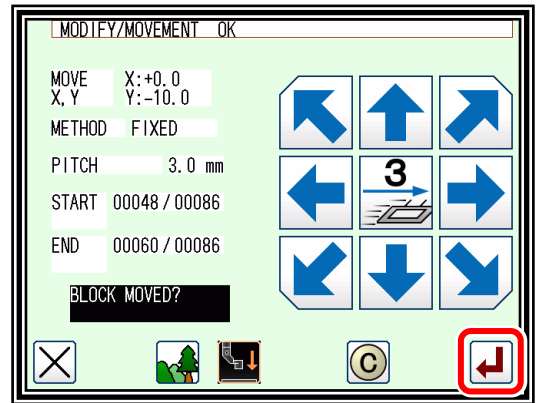 MODIFY/MOVEMENT OK
MOVE X:+0.0
X,Y Y:-10.0
METHOD FIXED
PITCH 3.0 mm
START 00048/00086
END 00060/00086
BLOCK MOVED?
3
C